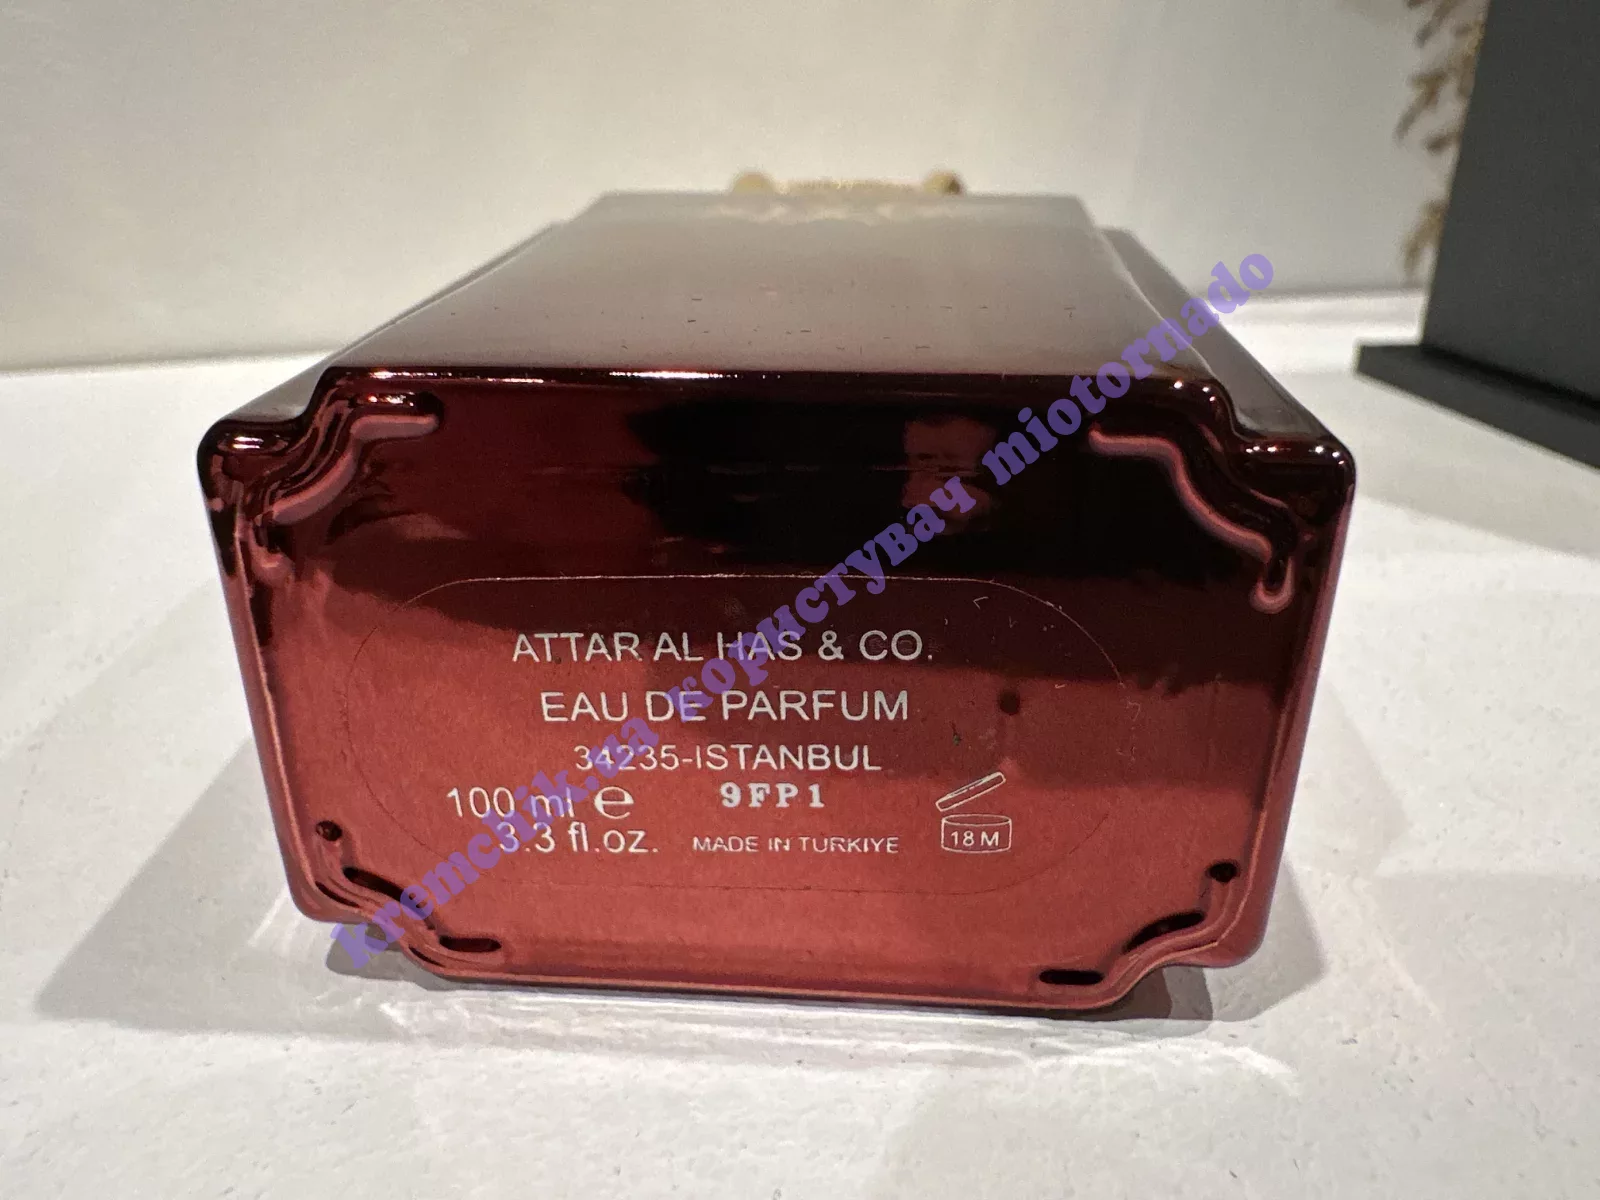 ATTAR AL HAS & CO.
EAU DE PARFUM
34235-ISTANBUL
9FP1
100 ml e
3.3 fl.oz.
MADE IN TURKIYE
18 M
kremclik.ua користувач miotornado